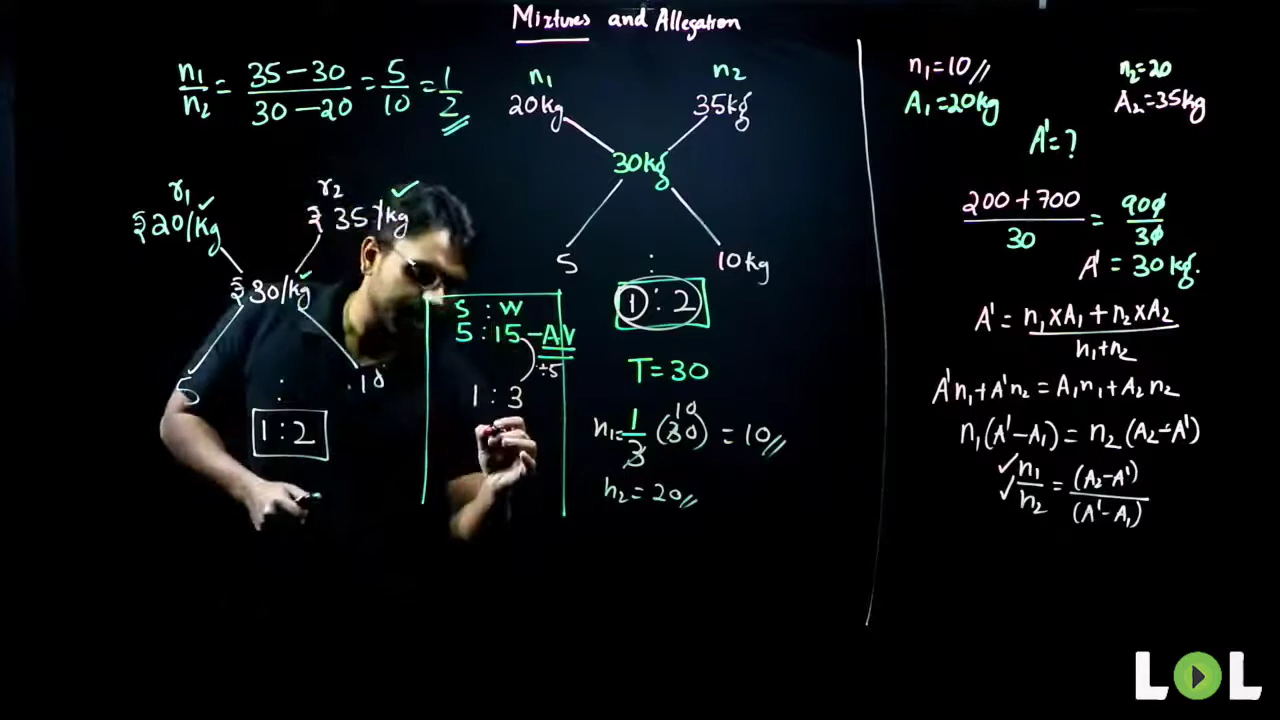 Mixtures and Allegation
n₁/n₂ = (35 – 30)/(30 – 20) = 5/10 = 1/2
n₁ n₂
20kg 35kg
30kg
5 : 10kg
1 : 2
T = 30
n₁ = 1/3 (30) 10 = 10
n₂ = 20
r₁ r₂
₹20/kg ₹35/kg
₹30/kg
5 : 10
1 : 2
S : W
5 : 15 – AV
÷5
1 : 3
n₁ = 10 n₂ = 20
A₁ = 20kg A₂ = 35kg
A' = ?
(200 + 700)/30 = 900/30
A' = 30kg.
A' = (n₁ x A₁ + n₂ x A₂)/(n₁ + n₂)
A'n₁ + A'n₂ = A₁n₁ + A₂n₂
n₁(A' – A₁) = n₂(A₂ – A')
n₁/n₂ = (A₂ – A')/(A' – A₁)
LOL